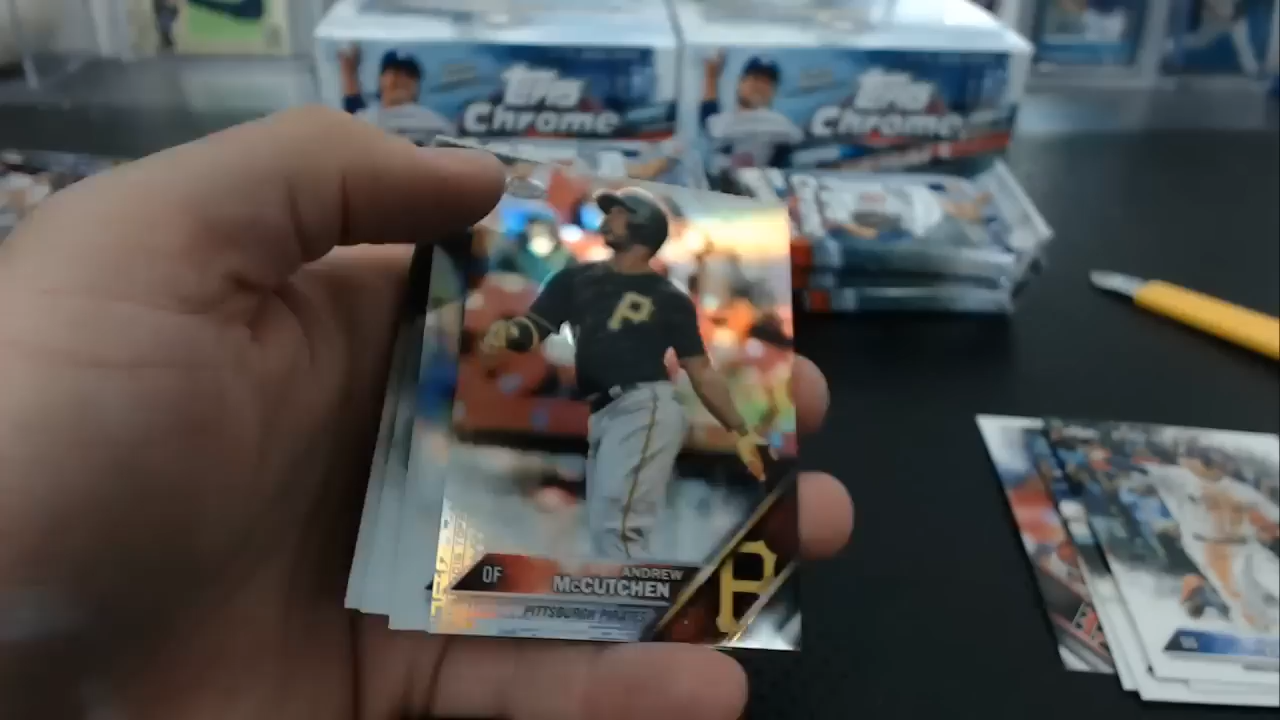 Topps
Chrome
Topps
Chrome
P
OF
ANDREW
McCUTCHEN
P
PITTSBURGH PIRATES